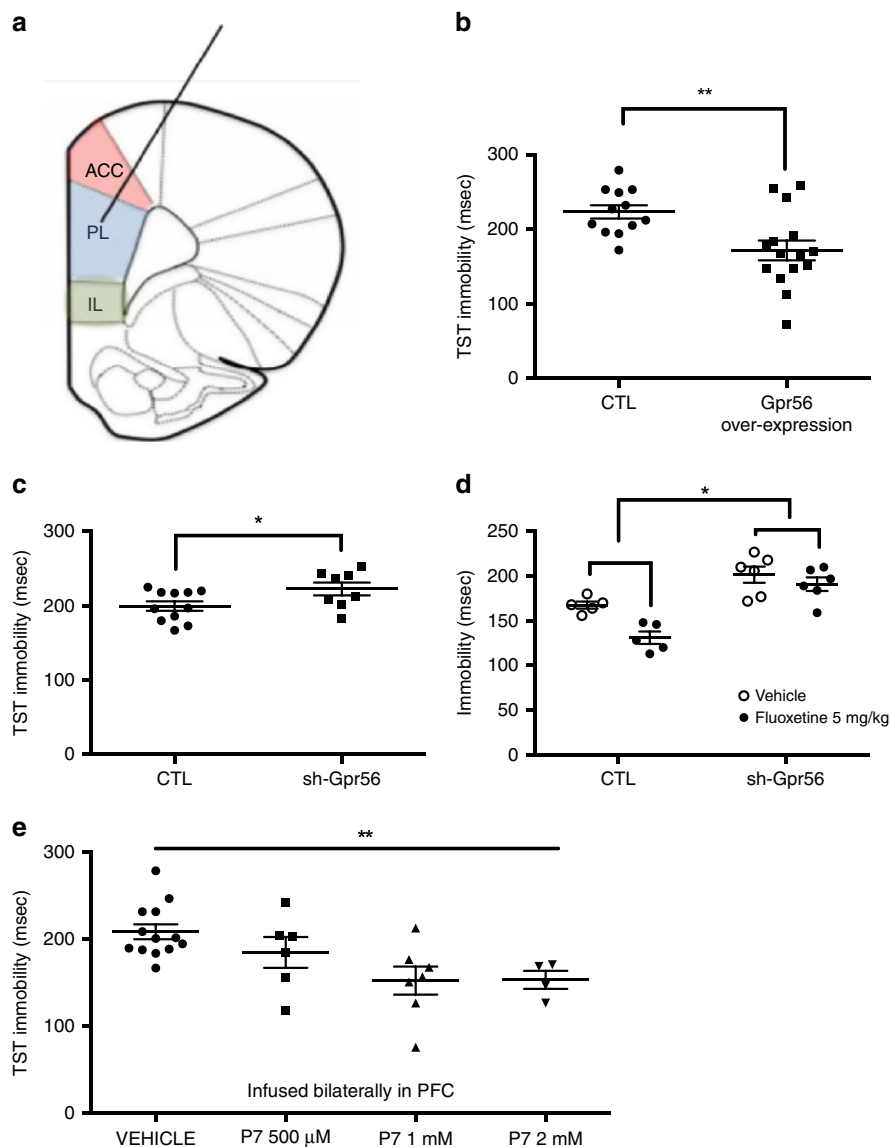 a
ACC
PL
IL
b
**
TST immobility (msec)
300
200
100
0
CTL
Gpr56
over-expression
c
*
TST immobility (msec)
300
200
100
0
CTL
sh-Gpr56
d
*
Immobility (msec)
250
200
150
100
50
0
Vehicle
Fluoxetine 5 mg/kg
CTL
sh-Gpr56
e
**
TST immobility (msec)
300
200
100
0
Infused bilaterally in PFC
VEHICLE
P7 500 μM
P7 1 mM
P7 2 mM